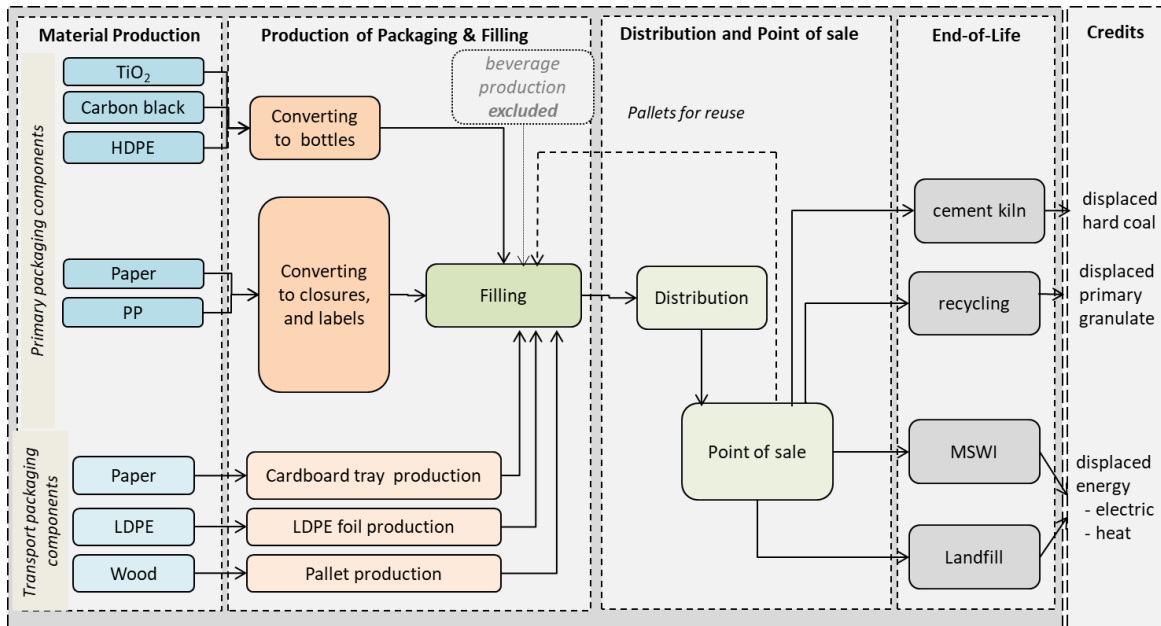 Material Production
Production of Packaging & Filling
Distribution and Point of sale
End-of-Life
Credits
Primary packaging components
TiO₂
Carbon black
HDPE
Paper
PP
Converting
to bottles
Converting
to closures,
and labels
beverage
production
excluded
Filling
Pallets for reuse
Distribution
Point of sale
cement kiln
recycling
MSWI
Landfill
displaced
hard coal
displaced
primary
granulate
displaced
energy
- electric
- heat
Transport packaging
components
Paper
LDPE
Wood
Cardboard tray production
LDPE foil production
Pallet production